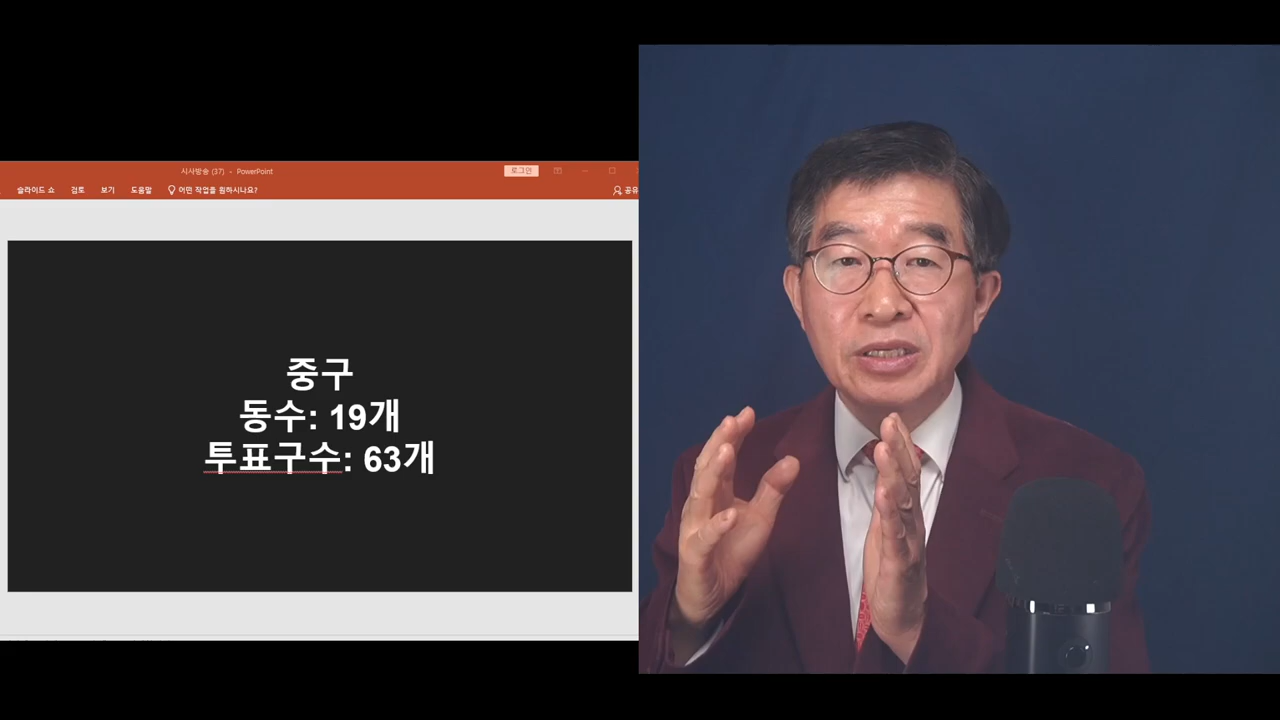 시사방송 (37) - PowerPoint
로그인
슬라이드 쇼 검토 보기 도움말 어떤 작업을 원하시나요? 공유
중구
동수: 19개
투표구수: 63개